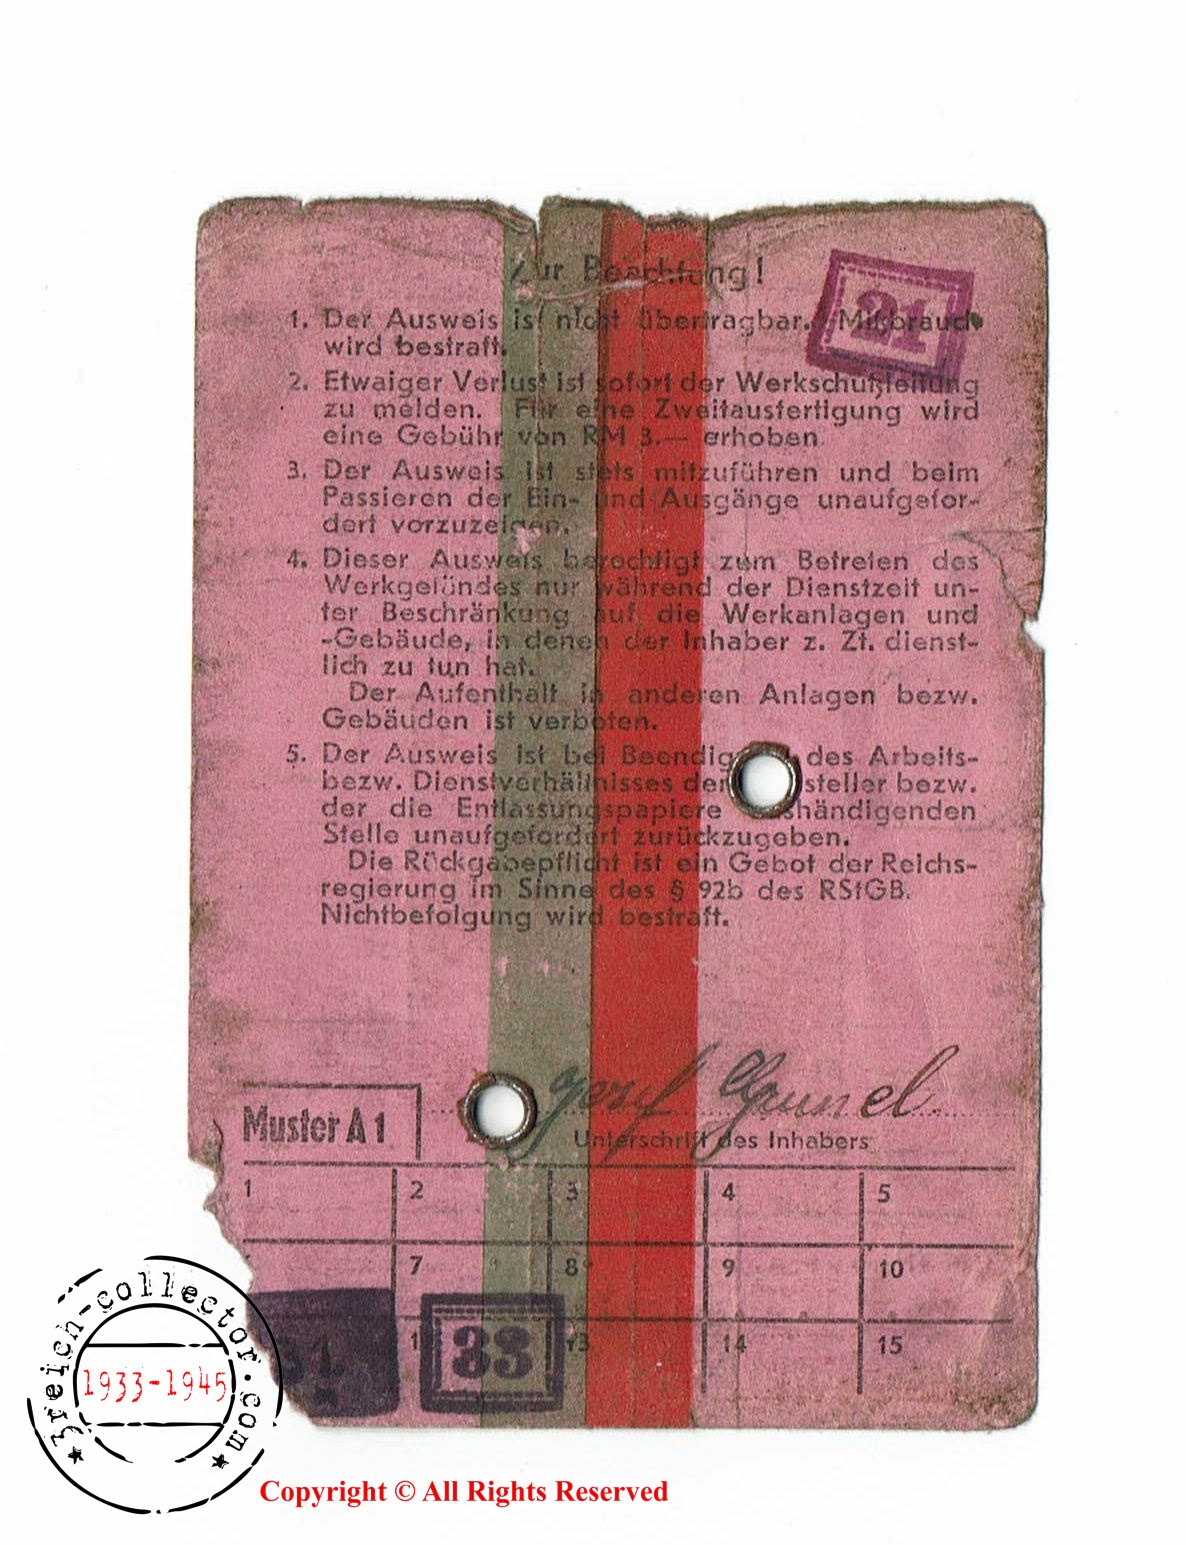 Zur Beachtung!
21
1. Der Ausweis ist nicht übertragbar. Mißbrauch
wird bestraft.
2. Etwaiger Verlust ist sofort der Werkschutzleitung
zu melden. Für eine Zweitausfertigung wird
eine Gebühr von RM 3.— erhoben.
3. Der Ausweis ist stets mitzuführen und beim
Passieren der Ein- und Ausgänge unaufgefor-
dert vorzuzeigen.
4. Dieser Ausweis berechtigt zum Betreten des
Werkgeländes nur während der Dienstzeit un-
ter Beschränkung auf die Werkanlagen und
-Gebäude, in denen der Inhaber z. Zt. dienst-
lich zu tun hat.
Der Aufenthalt in anderen Anlagen bezw.
Gebäuden ist verboten.
5. Der Ausweis ist bei Beendig des Arbeits-
bezw. Dienstverhältnisses dem steller bezw.
der die Entlassungspapiere händigenden
Stelle unaufgefordert zurückzugeben.
Die Rückgabepflicht ist ein Gebot der Reichs-
regierung im Sinne des § 92b des RStGB.
Nichtbefolgung wird bestraft.
Muster A 1
Unterschrift des Inhabers
1 2 3 4 5
7 8 9 10
33 13 14 15
31.
3reich-collector.com
1933-1945
Copyright © All Rights Reserved